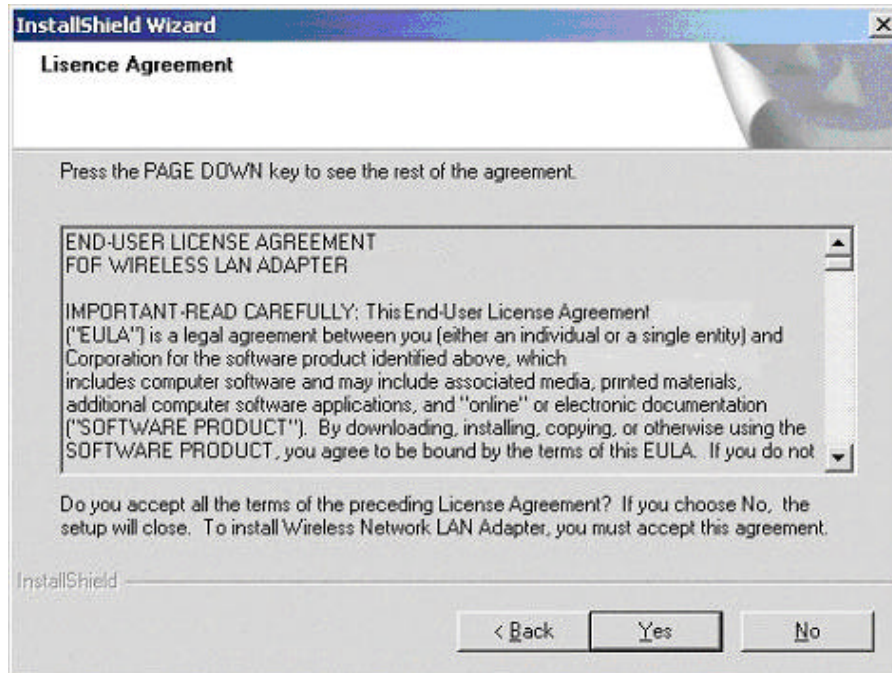 InstallShield Wizard
Lisence Agreement
Press the PAGE DOWN key to see the rest of the agreement.
END-USER LICENSE AGREEMENT
FOR WIRELESS LAN ADAPTER
IMPORTANT-READ CAREFULLY: This End-User License Agreement
("EULA") is a legal agreement between you (either an individual or a single entity) and
Corporation for the software product identified above, which
includes computer software and may include associated media, printed materials,
additional computer software applications, and "online" or electronic documentation
("SOFTWARE PRODUCT"). By downloading, installing, copying, or otherwise using the
SOFTWARE PRODUCT, you agree to be bound by the terms of this EULA. If you do not
Do you accept all the terms of the preceding License Agreement? If you choose No, the
setup will close. To install Wireless Network LAN Adapter, you must accept this agreement.
InstallShield
< Back
Yes
No